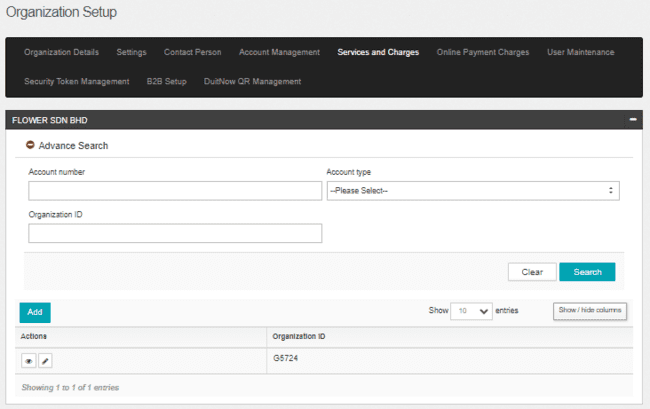 Organization Setup
Organization Details Settings Contact Person Account Management Services and Charges Online Payment Charges User Maintenance
Security Token Management B2B Setup DuitNow QR Management
FLOWER SDN BHD
Advance Search
Account number Account type
--Please Select--
Organization ID
Clear Search
Add Show 10 entries Show / hide columns
Actions Organization ID
G5724
Showing 1 to 1 of 1 entries